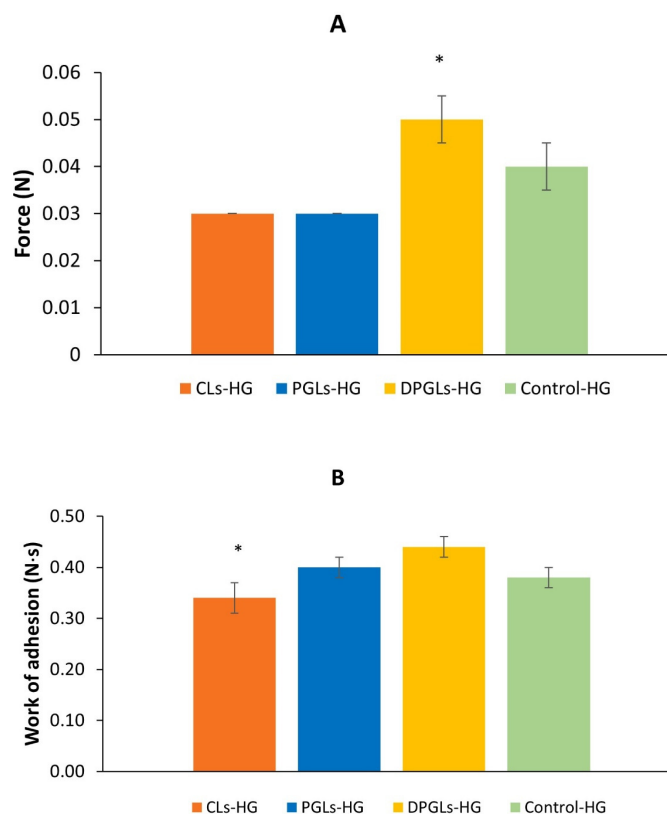 A
*
0.06
0.05
0.04
0.03
0.02
0.01
0
Force (N)
CLs-HG PGLs-HG DPGLs-HG Control-HG
B
*
0.50
0.40
0.30
0.20
0.10
0.00
Work of adhesion (N·s)
CLs-HG PGLs-HG DPGLs-HG Control-HG